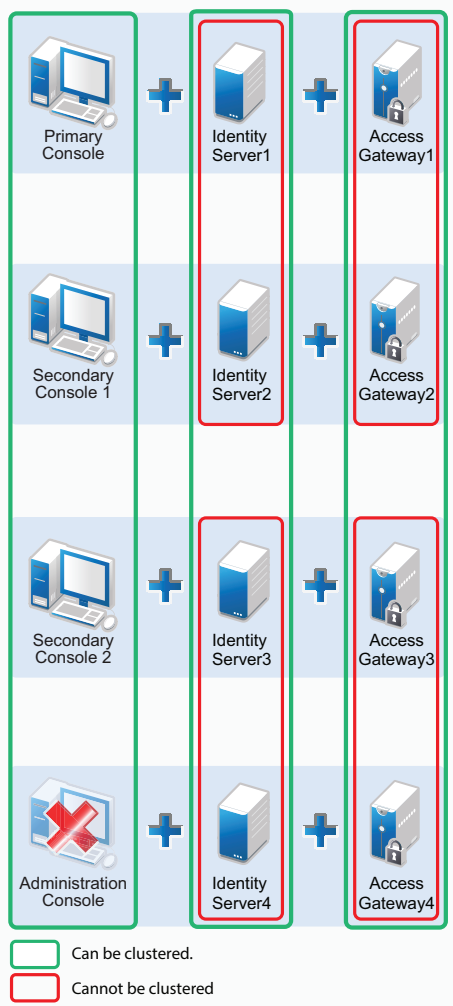 Primary
Console
Identity
Server1
Access
Gateway1
Secondary
Console 1
Identity
Server2
Access
Gateway2
Secondary
Console 2
Identity
Server3
Access
Gateway3
Administration
Console
Identity
Server4
Access
Gateway4
Can be clustered.
Cannot be clustered